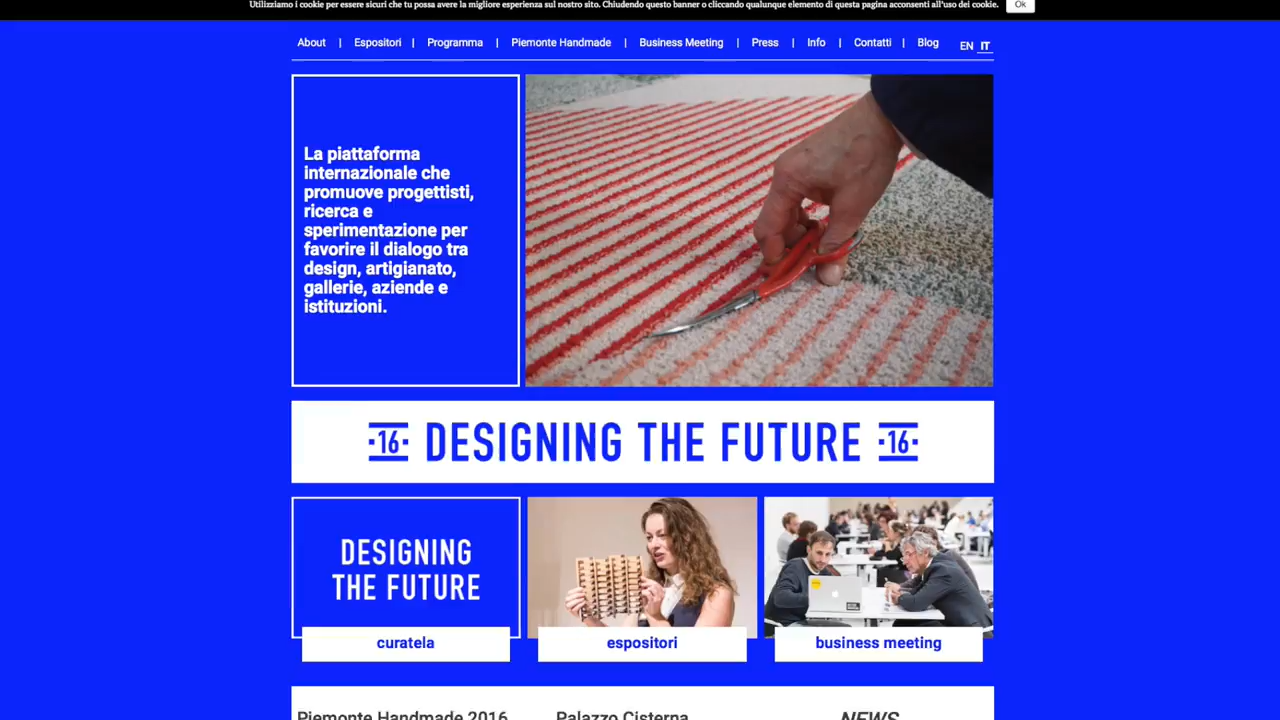 Utilizziamo i cookie per essere sicuri che tu possa avere la migliore esperienza sul nostro sito. Chiudendo questo banner o cliccando qualunque elemento di questa pagina acconsenti all'uso dei cookie. Ok
About | Espositori | Programma | Piemonte Handmade | Business Meeting | Press | Info | Contatti | Blog EN IT
La piattaforma
internazionale che
promuove progettisti,
ricerca e
sperimentazione per
favorire il dialogo tra
design, artigianato,
gallerie, aziende e
istituzioni.
·16· DESIGNING THE FUTURE ·16·
DESIGNING
THE FUTURE
curatela
espositori
business meeting
Piemonte Handmade 2016
Palazzo Cisterna
NEWS